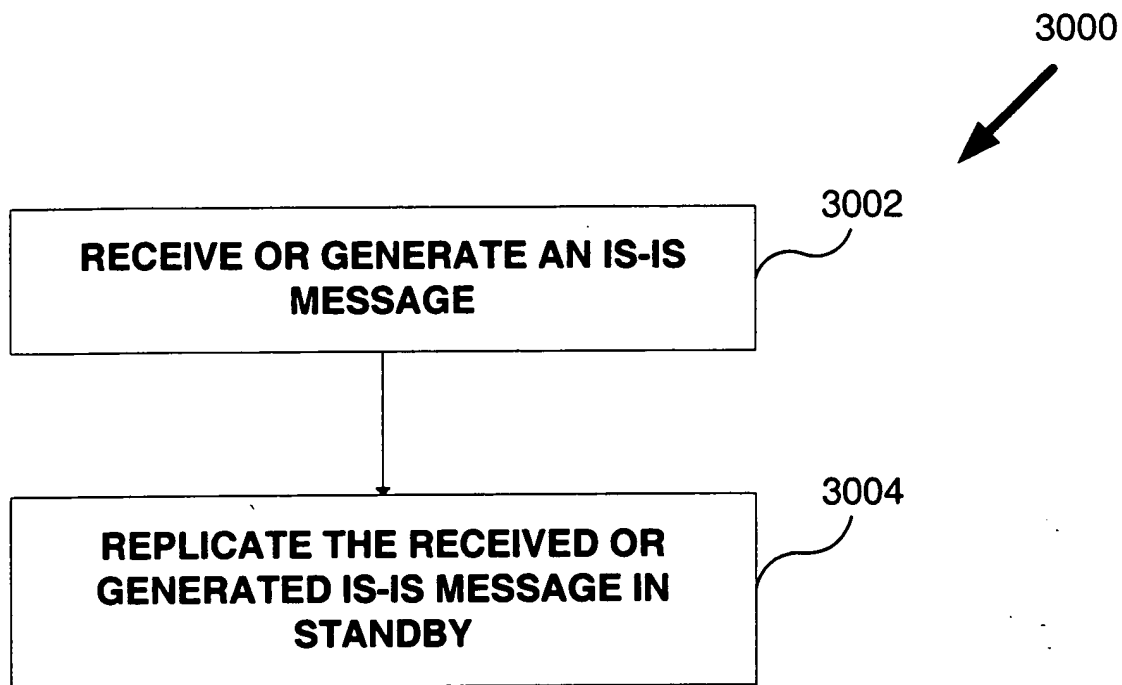 3000
3002
RECEIVE OR GENERATE AN IS-IS
MESSAGE
3004
REPLICATE THE RECEIVED OR
GENERATED IS-IS MESSAGE IN
STANDBY